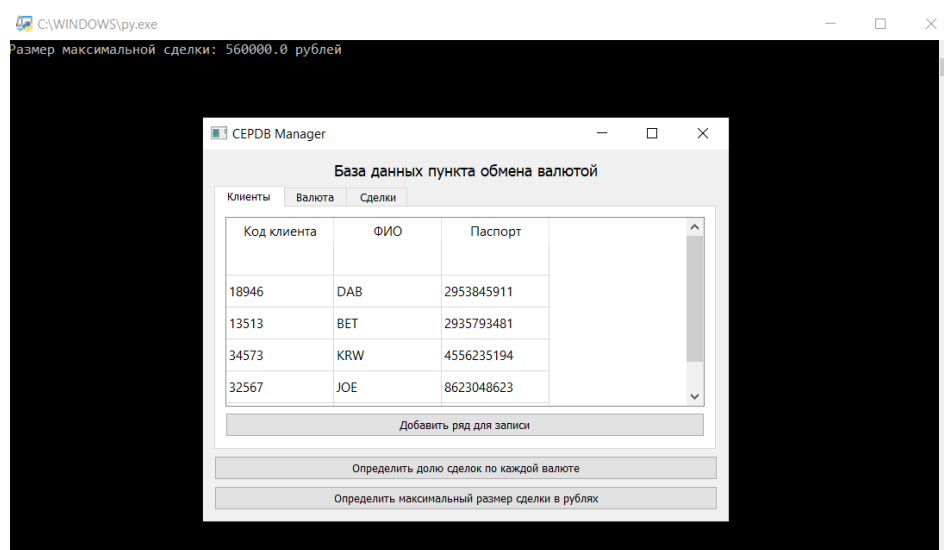 C:\WINDOWS\py.exe
Размер максимальной сделки: 560000.0 рублей
CEPDB Manager
База данных пункта обмена валютой
Клиенты Валюта Сделки
Код клиента ФИО Паспорт
18946 DAB 2953845911
13513 BET 2935793481
34573 KRW 4556235194
32567 JOE 8623048623
Добавить ряд для записи
Определить долю сделок по каждой валюте
Определить максимальный размер сделки в рублях